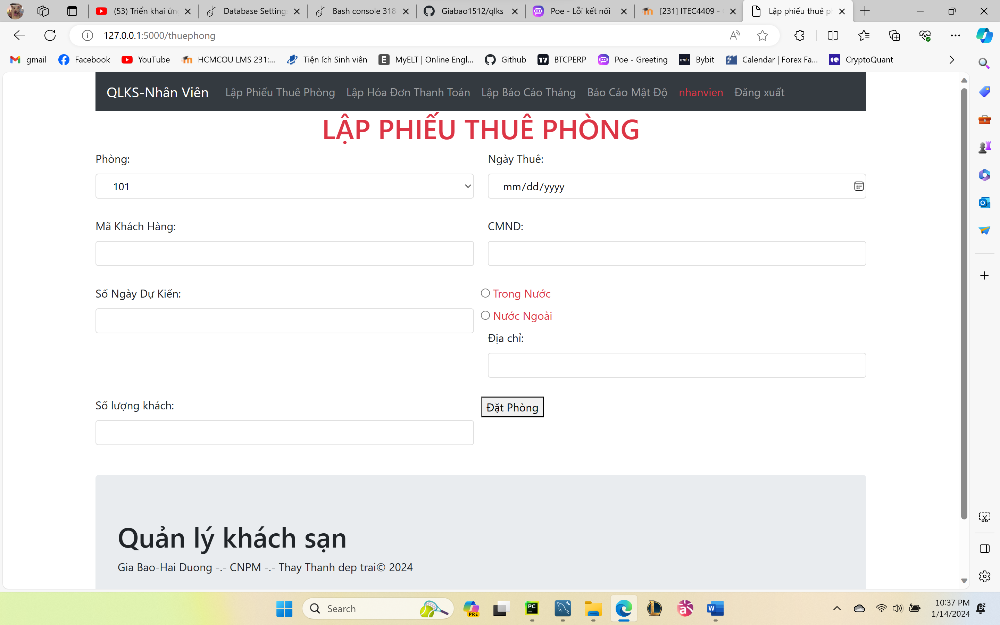 (53) Triển khai ứn
Database Setting
Bash console 318
Giabao1512/qlks
Poe - Lỗi kết nối
[231] ITEC4409 -
Lập phiếu thuê p
127.0.0.1:5000/thuephong
gmail
Facebook
YouTube
HCMCOU LMS 231:...
Tiện ích Sinh viên
MyELT | Online Engl...
Github
BTCPERP
Poe - Greeting
Bybit
Calendar | Forex Fa...
CryptoQuant
QLKS-Nhân Viên
Lập Phiếu Thuê Phòng
Lập Hóa Đơn Thanh Toán
Lập Báo Cáo Tháng
Báo Cáo Mật Độ
nhanvien
Đăng xuất
LẬP PHIẾU THUÊ PHÒNG
Phòng:
Ngày Thuê:
101
mm/dd/yyyy
Mã Khách Hàng:
CMND:
Số Ngày Dự Kiến:
Trong Nước
Nước Ngoài
Địa chỉ:
Số lượng khách:
Đặt Phòng
Quản lý khách sạn
Gia Bao-Hai Duong -.- CNPM -.- Thay Thanh dep trai© 2024
Search
PRE
10:37 PM
1/14/2024